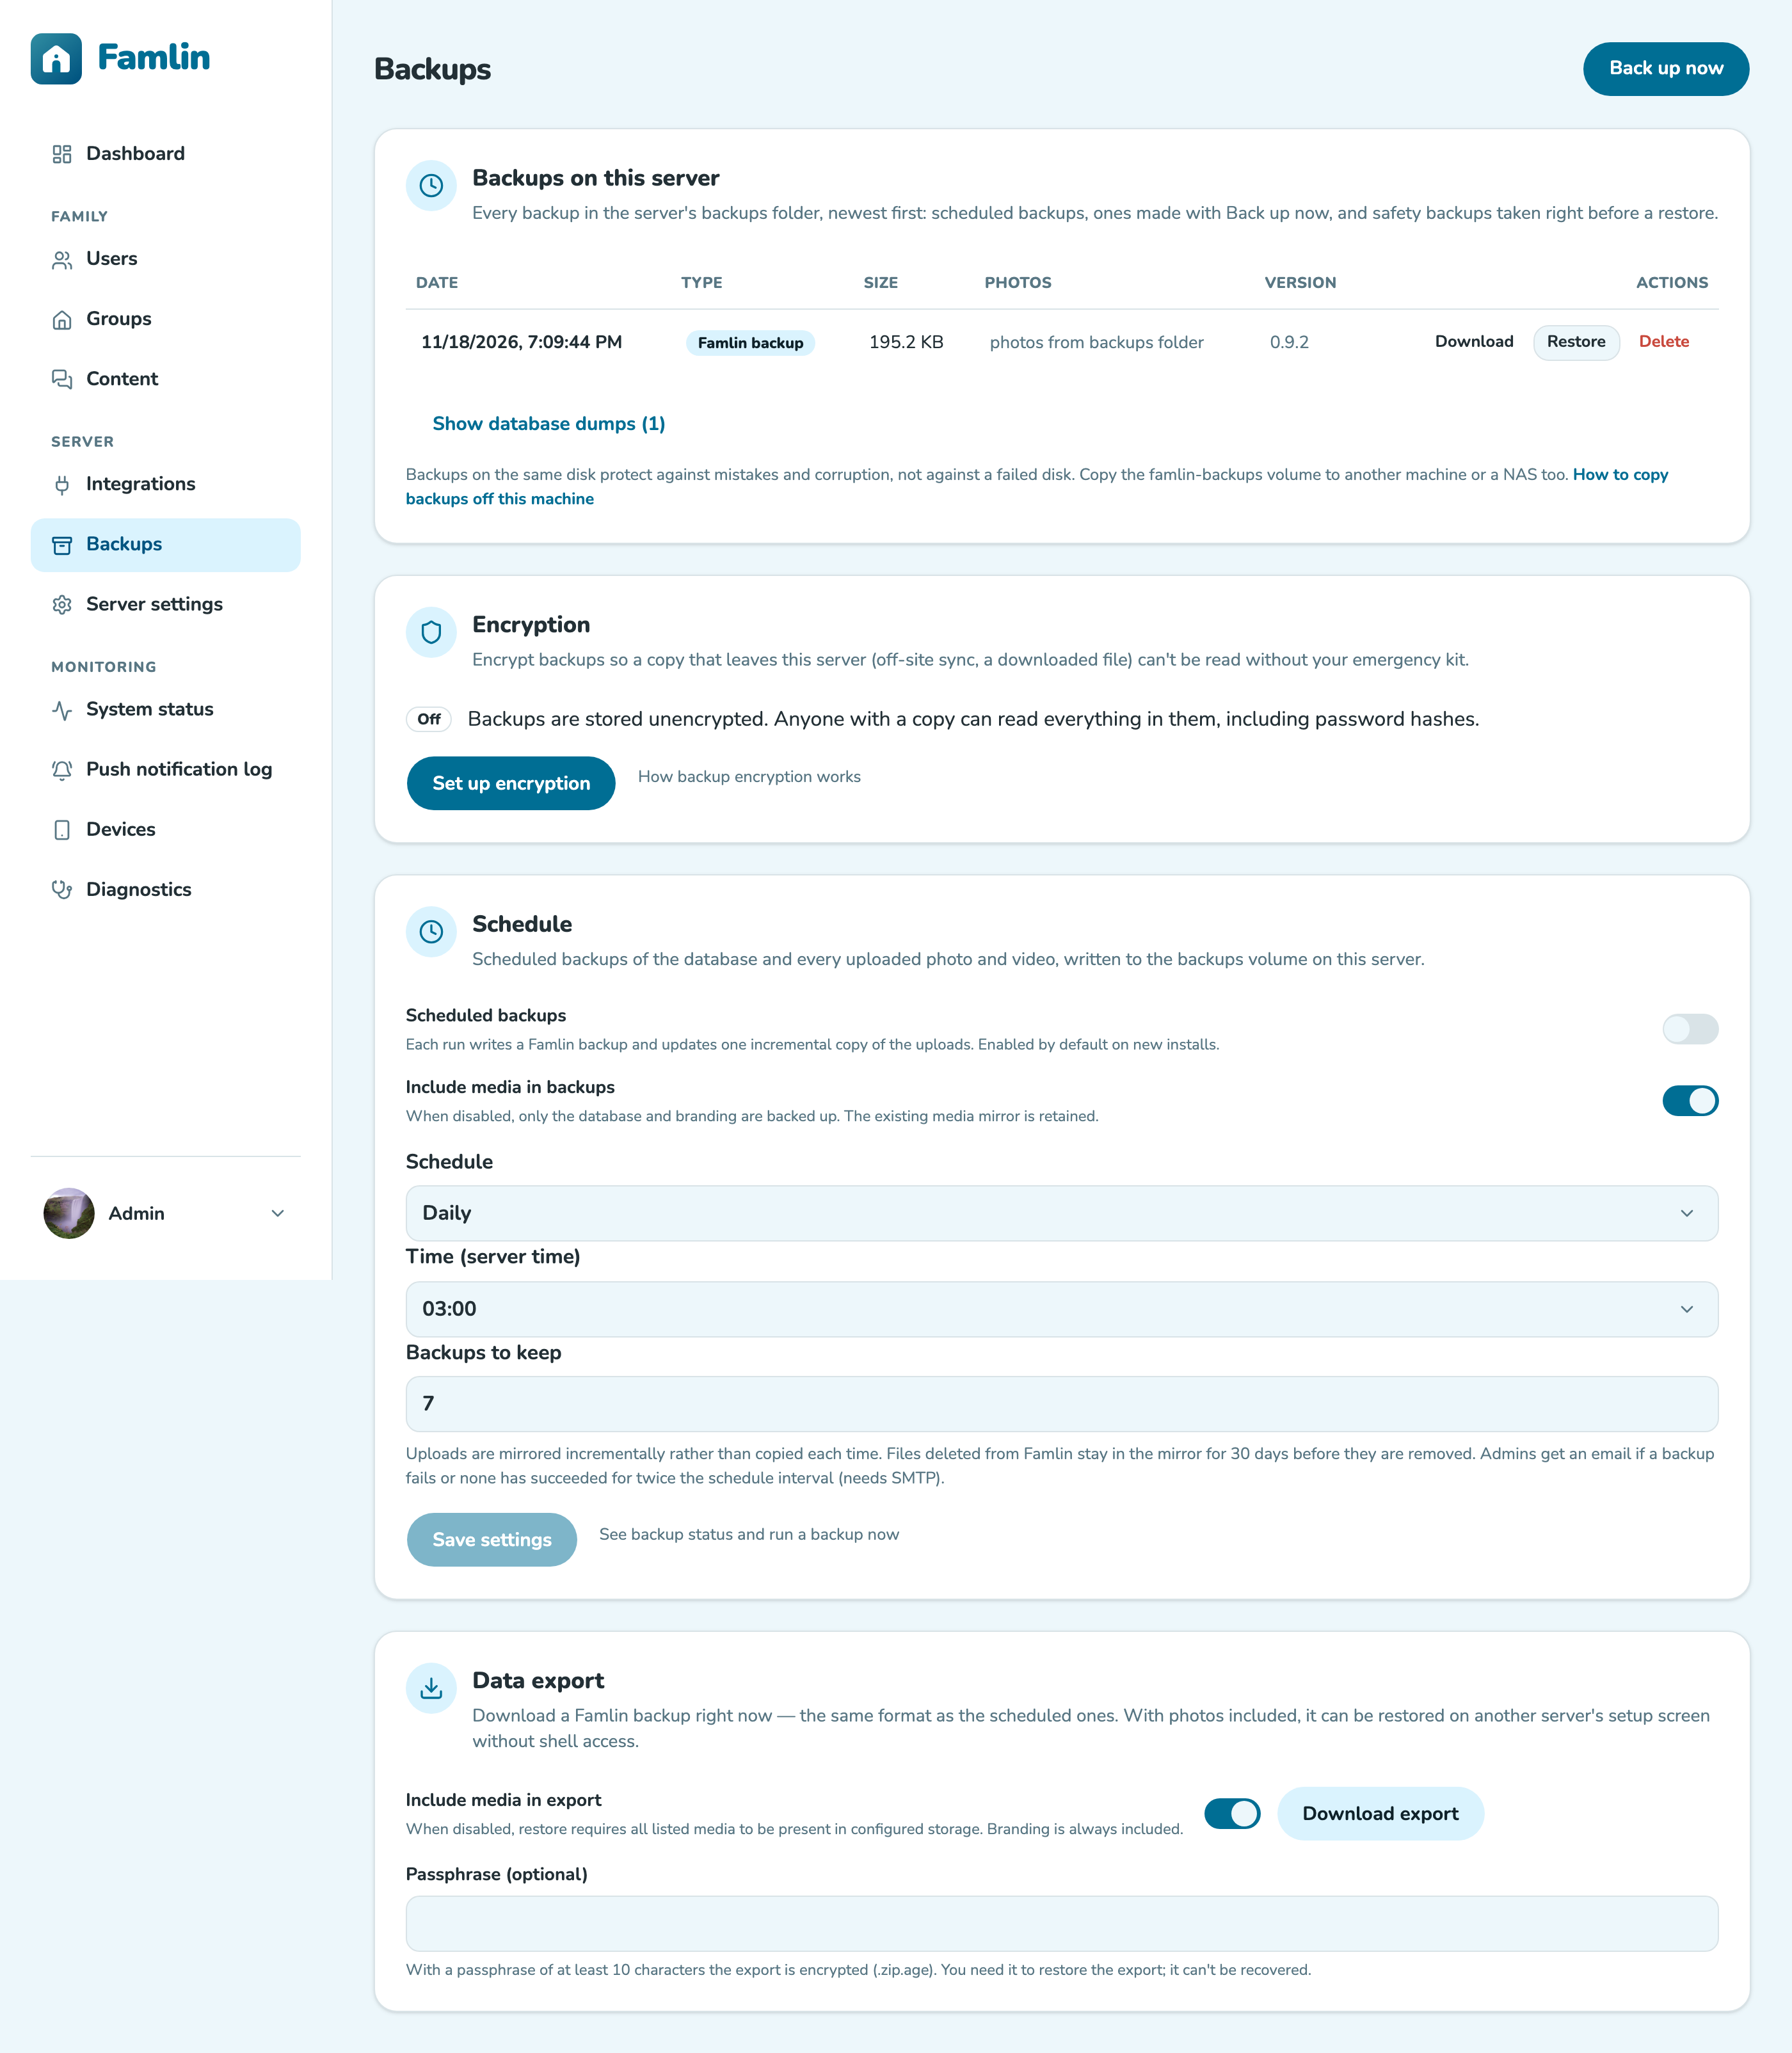 Famlin
Dashboard
FAMILY
Users
Groups
Content
SERVER
Integrations
Backups
Server settings
MONITORING
System status
Push notification log
Devices
Diagnostics
Admin
Backups
Back up now
Backups on this server
Every backup in the server's backups folder, newest first: scheduled backups, ones made with Back up now, and safety backups taken right before a restore.
DATE TYPE SIZE PHOTOS VERSION ACTIONS
11/18/2026, 7:09:44 PM Famlin backup 195.2 KB photos from backups folder 0.9.2 Download Restore Delete
Show database dumps (1)
Backups on the same disk protect against mistakes and corruption, not against a failed disk. Copy the famlin-backups volume to another machine or a NAS too. How to copy
backups off this machine
Encryption
Encrypt backups so a copy that leaves this server (off-site sync, a downloaded file) can't be read without your emergency kit.
Off Backups are stored unencrypted. Anyone with a copy can read everything in them, including password hashes.
Set up encryption How backup encryption works
Schedule
Scheduled backups of the database and every uploaded photo and video, written to the backups volume on this server.
Scheduled backups
Each run writes a Famlin backup and updates one incremental copy of the uploads. Enabled by default on new installs.
Include media in backups
When disabled, only the database and branding are backed up. The existing media mirror is retained.
Schedule
Daily
Time (server time)
03:00
Backups to keep
7
Uploads are mirrored incrementally rather than copied each time. Files deleted from Famlin stay in the mirror for 30 days before they are removed. Admins get an email if a backup
fails or none has succeeded for twice the schedule interval (needs SMTP).
Save settings See backup status and run a backup now
Data export
Download a Famlin backup right now — the same format as the scheduled ones. With photos included, it can be restored on another server's setup screen
without shell access.
Include media in export
When disabled, restore requires all listed media to be present in configured storage. Branding is always included.
Download export
Passphrase (optional)
With a passphrase of at least 10 characters the export is encrypted (.zip.age). You need it to restore the export; it can't be recovered.